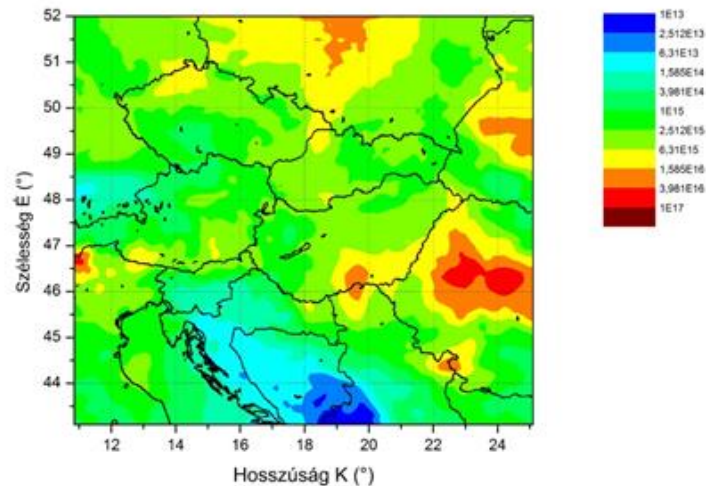 52
51
50
49
48
47
46
45
44
12
14
16
18
20
22
24
Szélesség É (°)
Hosszúság K (°)
1E13
2,512E13
6,31E13
1,585E14
3,981E14
1E15
2,512E15
6,31E15
1,585E16
3,981E16
1E17